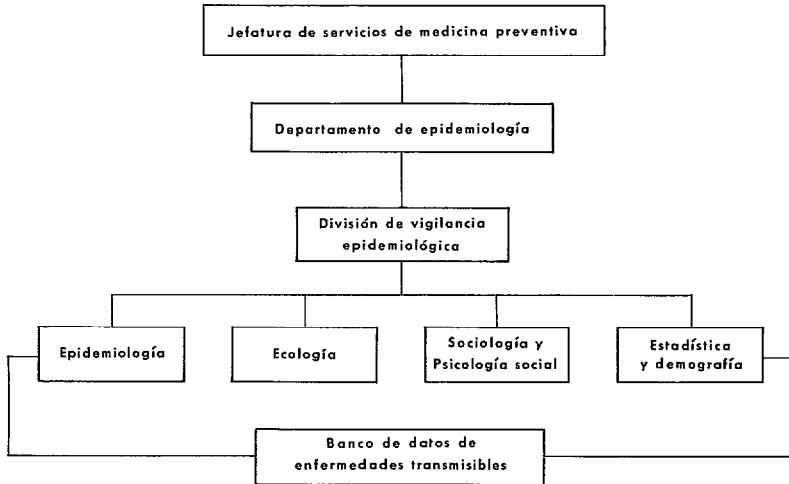 Jefatura de servicios de medicina preventiva
Departamento de epidemiología
División de vigilancia
epidemiológica
Epidemiología
Ecología
Sociología y
Psicología social
Estadística
y demografía
Banco de datos de
enfermedades transmisibles